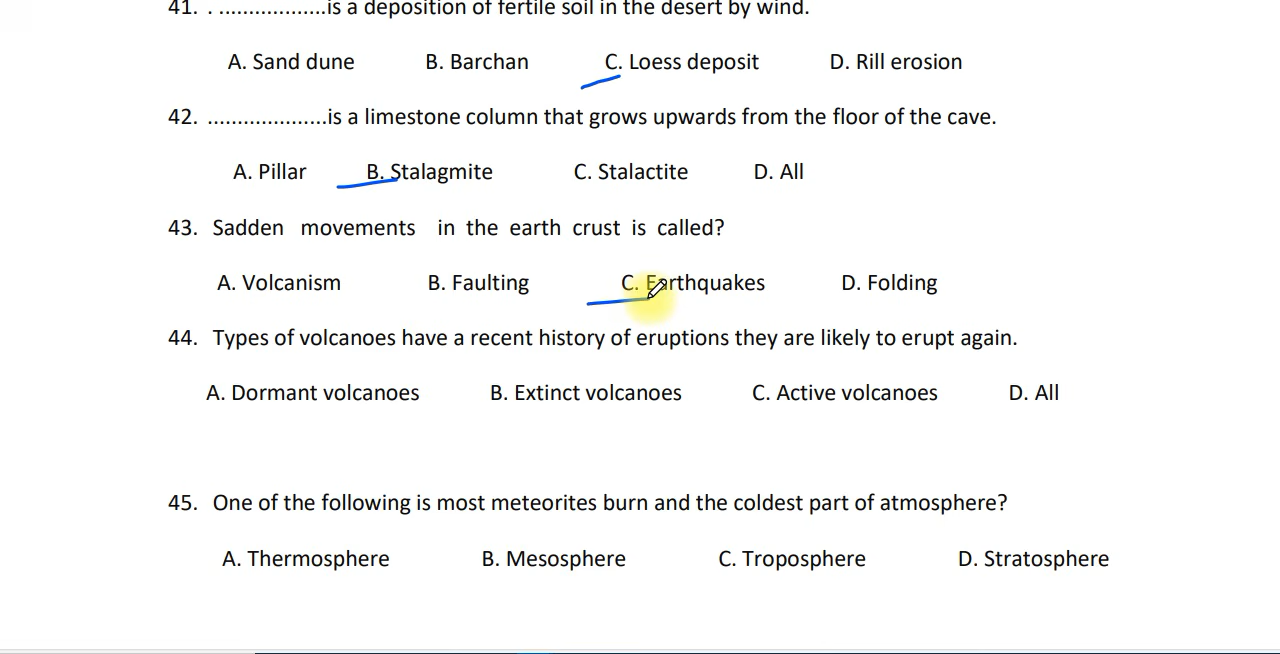 41. . ..................is a deposition of fertile soil in the desert by wind.
A. Sand dune B. Barchan C. Loess deposit D. Rill erosion
42. ....................is a limestone column that grows upwards from the floor of the cave.
A. Pillar B. Stalagmite C. Stalactite D. All
43. Sadden movements in the earth crust is called?
A. Volcanism B. Faulting C. Earthquakes D. Folding
44. Types of volcanoes have a recent history of eruptions they are likely to erupt again.
A. Dormant volcanoes B. Extinct volcanoes C. Active volcanoes D. All
45. One of the following is most meteorites burn and the coldest part of atmosphere?
A. Thermosphere B. Mesosphere C. Troposphere D. Stratosphere